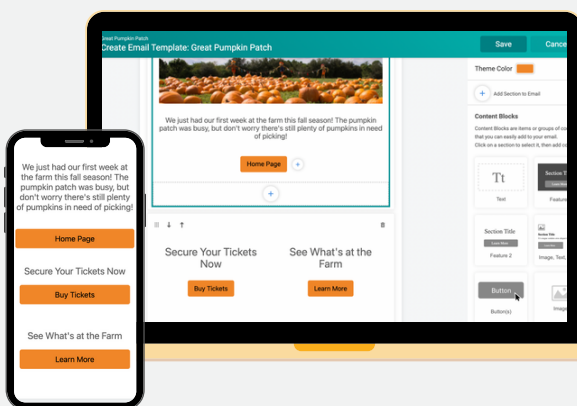 Great Pumpkin Patch
Create Email Template: Great Pumpkin Patch
Save
Cance
We just had our first week at the farm this fall season! The pumpkin
patch was busy, but don't worry there's still plenty of pumpkins in need
of picking!
Home Page
Secure Your Tickets
Now
Buy Tickets
See What's at the
Farm
Learn More
Theme Color
Add Section to Email
Content Blocks
Content Blocks are items or groups of co
that you can easily add to your email.
Click on a section to select it, then add co
Tt
Text
Section T
Feature
Section Title
Learn More
Feature 2
Section Title
Image, Text,
Button
Button(s)
Image
We just had our first week at
the farm this fall season! The
pumpkin patch was busy, but
don't worry there's still plenty
of pumpkins in need of picking!
Home Page
Secure Your Tickets Now
Buy Tickets
See What's at the Farm
Learn More